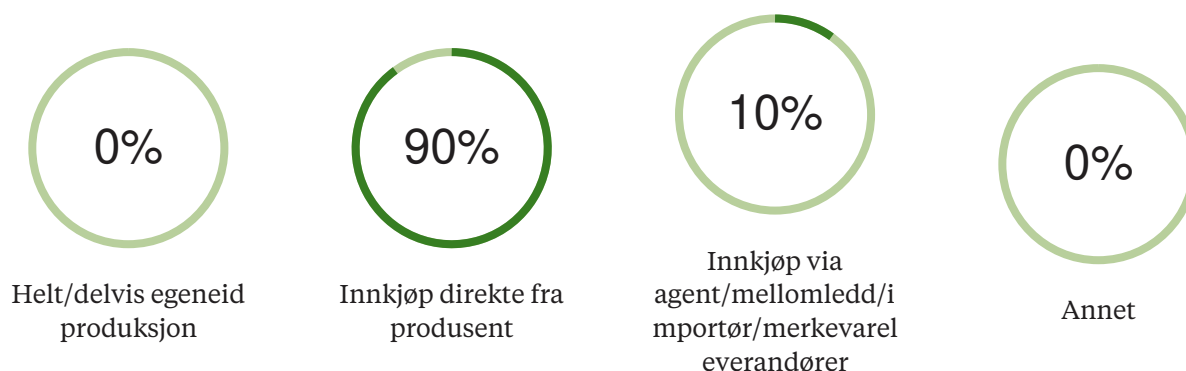 0%
Helt/delvis egeneid
produksjon
90%
Innkjøp direkte fra
produsent
10%
Innkjøp via
agent/mellomledd/i
mportør/merkevarel
everandører
0%
Annet